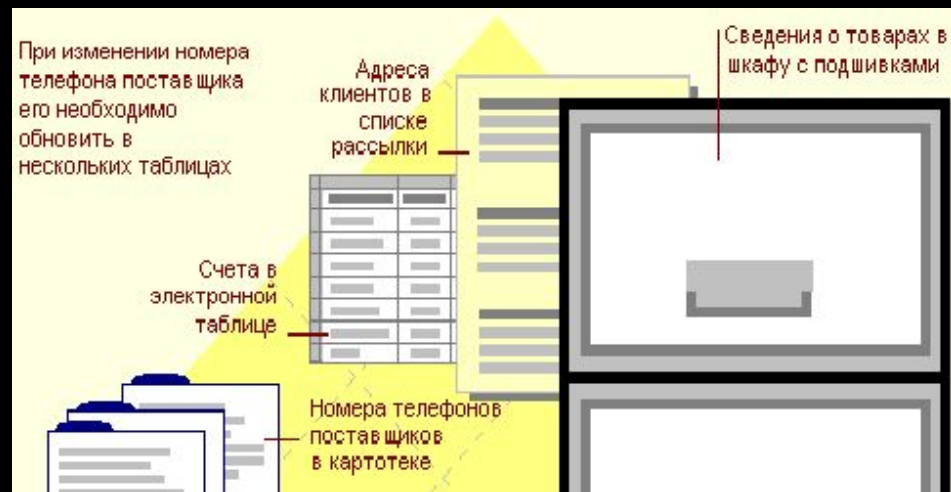 При изменении номера
телефона поставщика
его необходимо
обновить в
нескольких таблицах
Адреса
клиентов в
списке
рассылки
Сведения о товарах в
шкафу с подшивками
Счета в
электронной
таблице
Номера телефонов
поставщиков
в картотеке